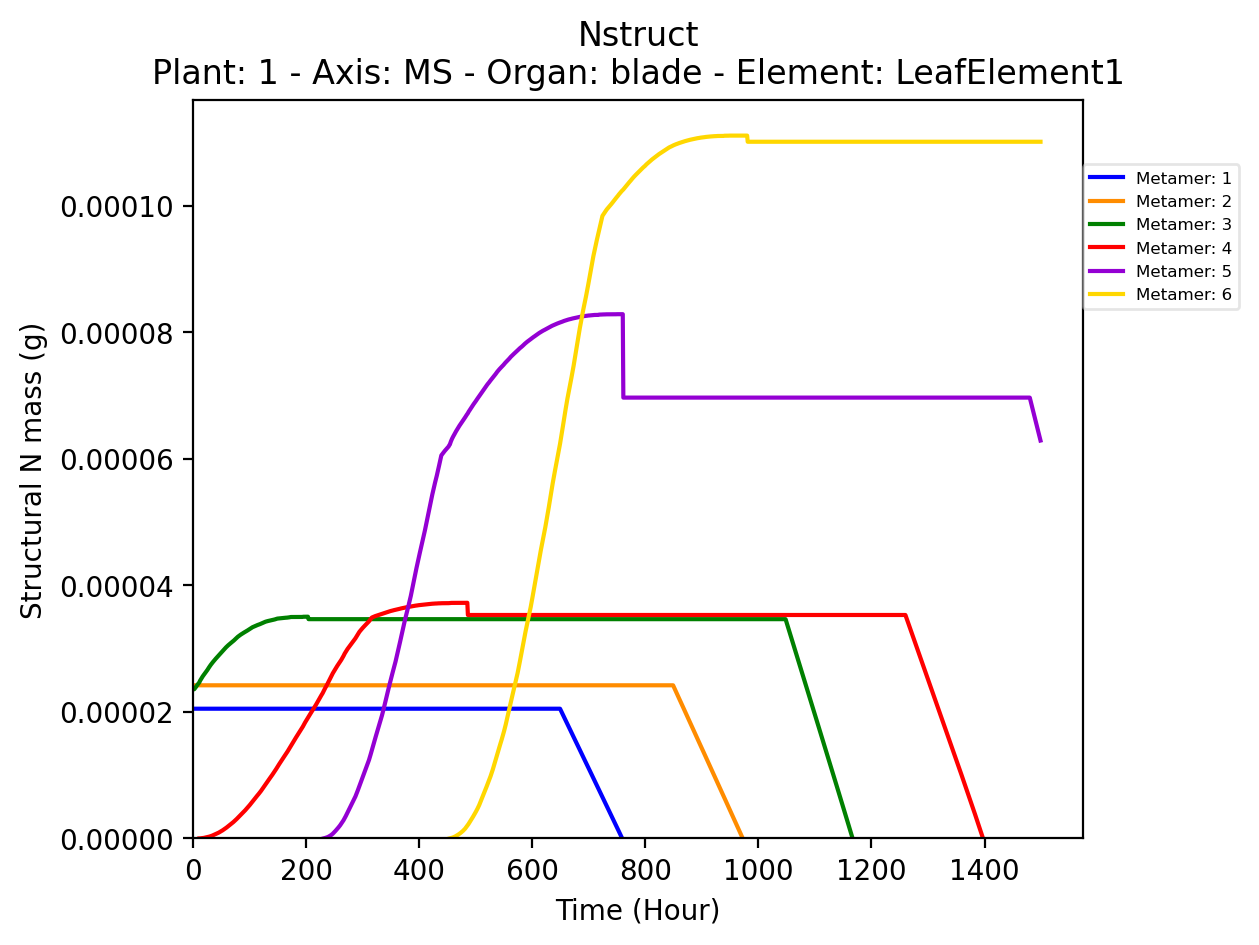 Nstruct
Plant: 1 - Axis: MS - Organ: blade - Element: LeafElement1
Structural N mass (g)
0.00010
0.00008
0.00006
0.00004
0.00002
0.00000
0 200 400 600 800 1000 1200 1400
Time (Hour)
Metamer: 1
Metamer: 2
Metamer: 3
Metamer: 4
Metamer: 5
Metamer: 6